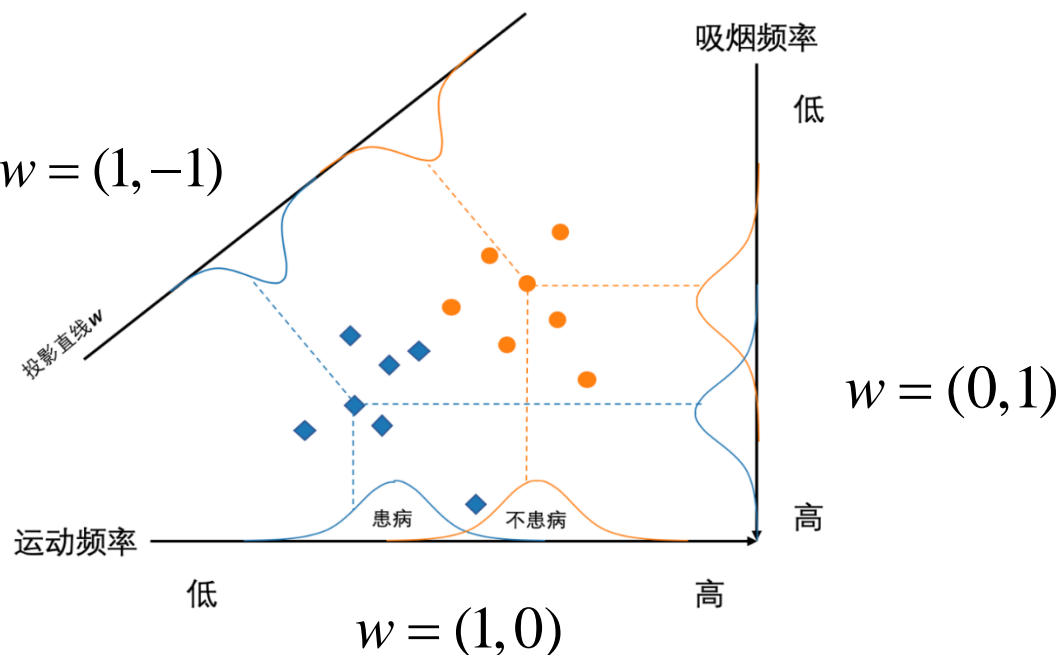 吸烟频率
低
w = (1,−1)
投影直线w
w = (0,1)
患病
不患病
高
运动频率
低
高
w = (1,0)